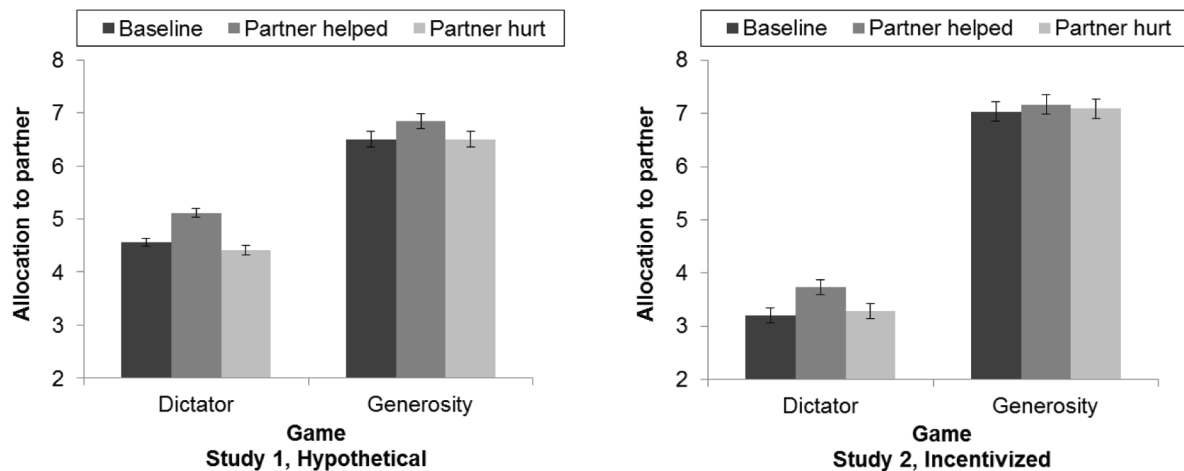 Baseline Partner helped Partner hurt
8
7
6
5
4
3
2
Allocation to partner
Dictator Generosity
Game
Study 1, Hypothetical
Baseline Partner helped Partner hurt
8
7
6
5
4
3
2
Allocation to partner
Dictator Generosity
Game
Study 2, Incentivized